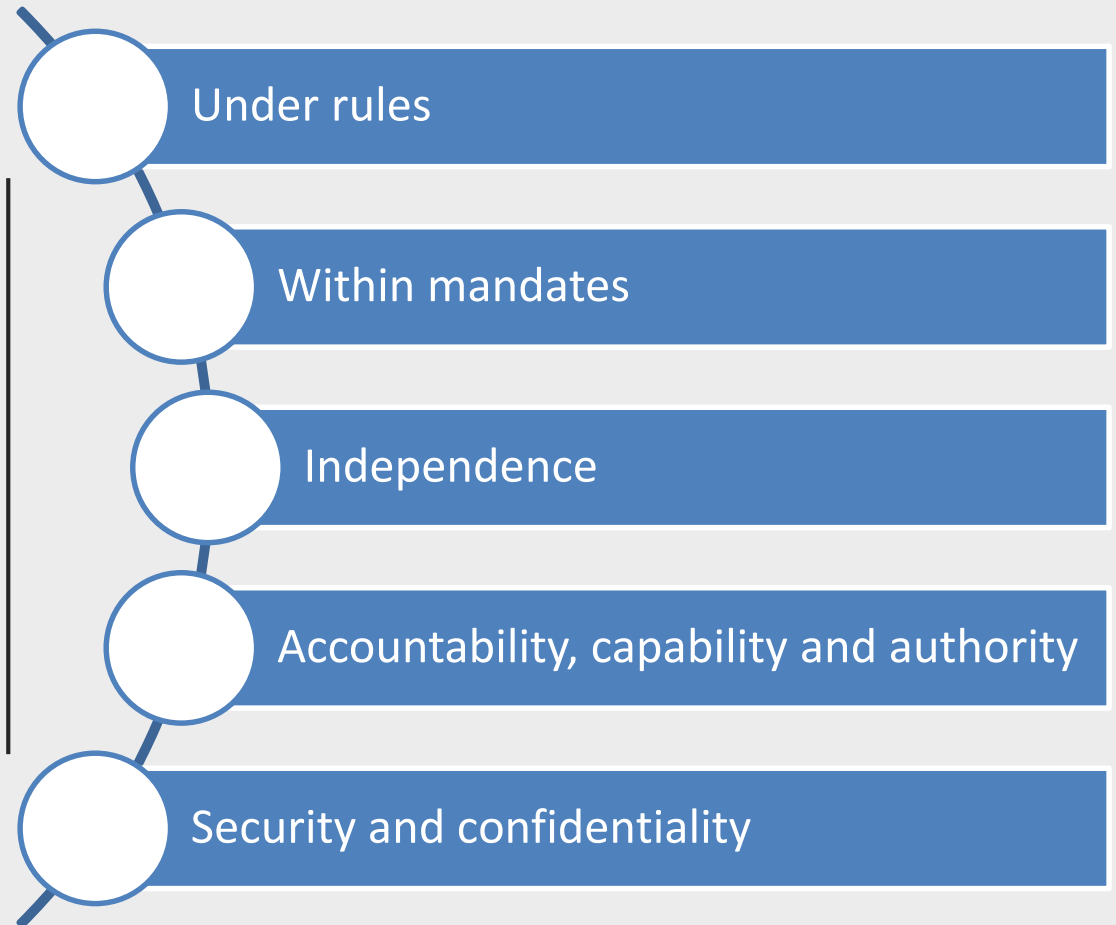 Under rules
Within mandates
Independence
Accountability, capability and authority
Security and confidentiality